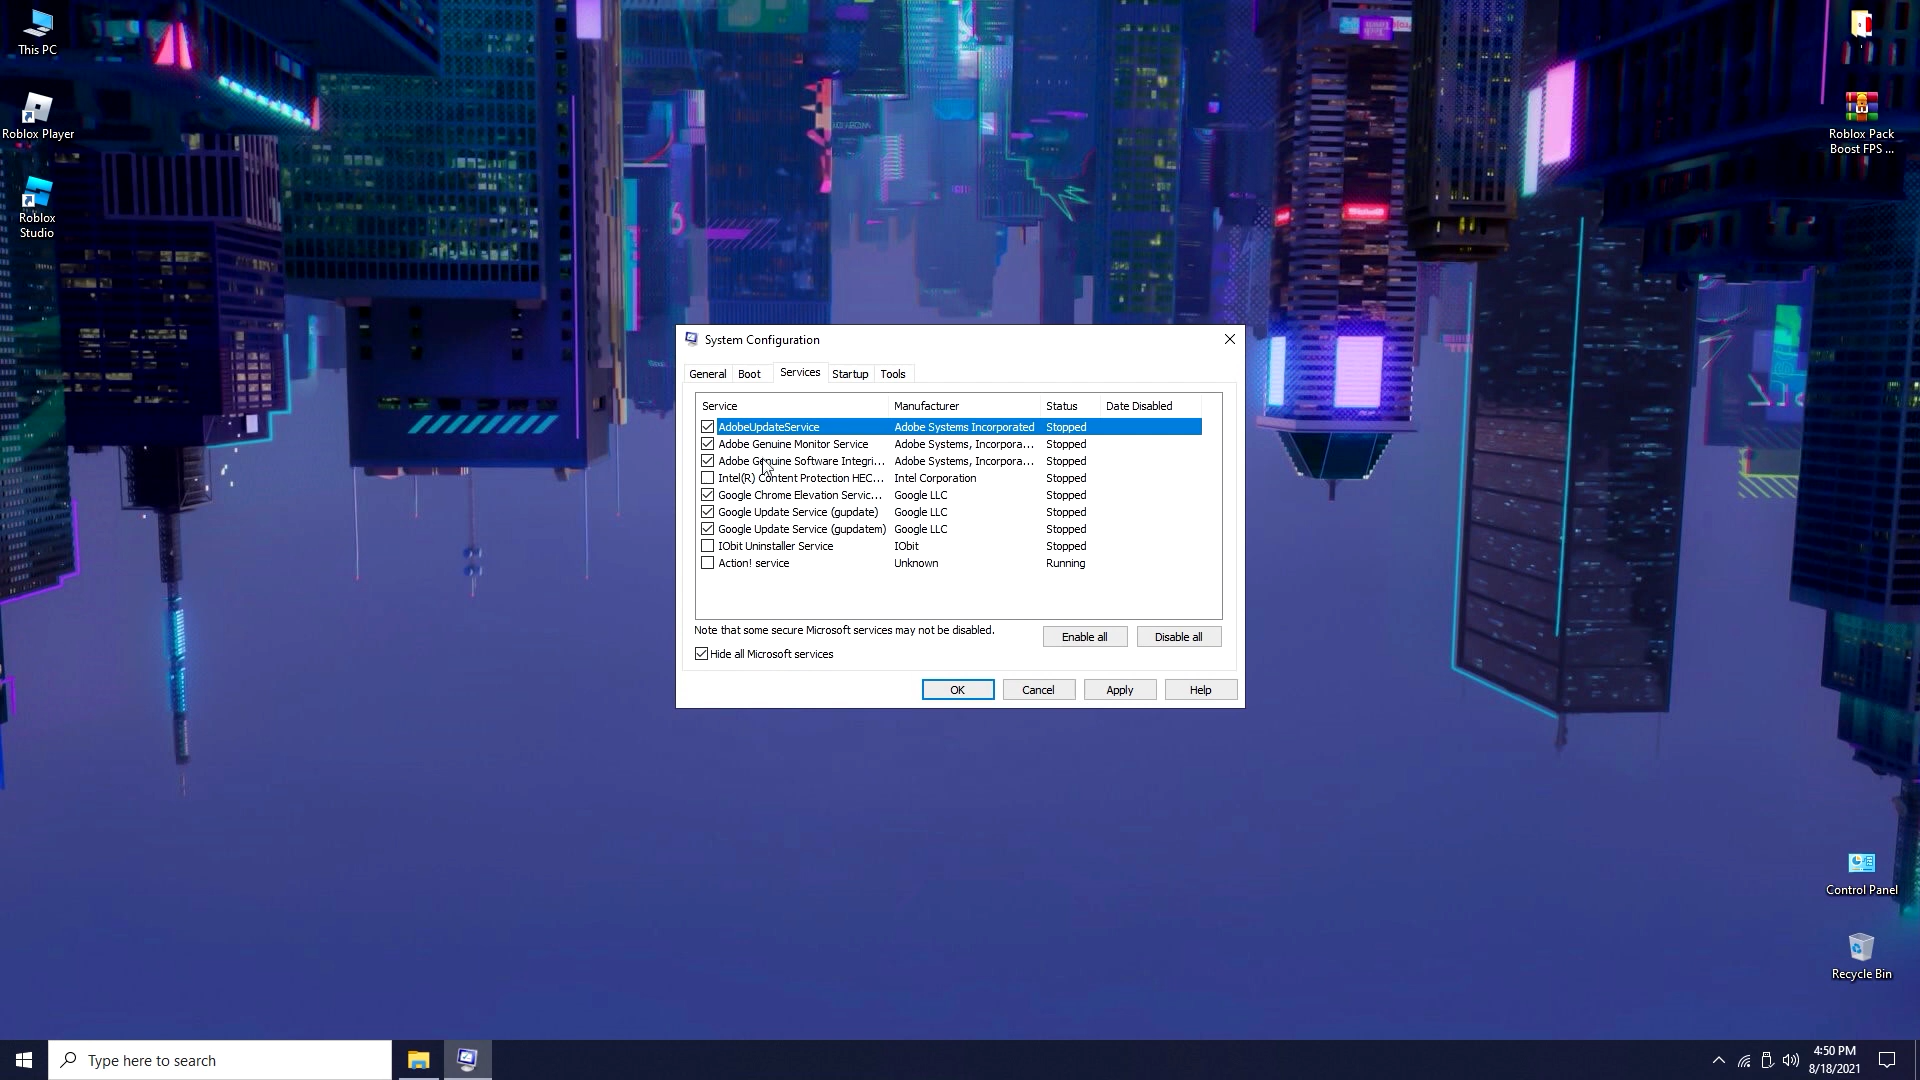 This PC
Roblox Player
Roblox
Studio
Roblox Pack
Boost FPS ...
System Configuration
General Boot Services Startup Tools
Service Manufacturer Status Date Disabled
AdobeUpdateService Adobe Systems Incorporated Stopped
Adobe Genuine Monitor Service Adobe Systems, Incorpora... Stopped
Adobe Genuine Software Integri... Adobe Systems, Incorpora... Stopped
Intel(R) Content Protection HEC... Intel Corporation Stopped
Google Chrome Elevation Servic... Google LLC Stopped
Google Update Service (gupdate) Google LLC Stopped
Google Update Service (gupdatem) Google LLC Stopped
IObit Uninstaller Service IObit Stopped
Action! service Unknown Running
Note that some secure Microsoft services may not be disabled.
Enable all Disable all
Hide all Microsoft services
OK Cancel Apply Help
Control Panel
Recycle Bin
Type here to search
4:50 PM
8/18/2021